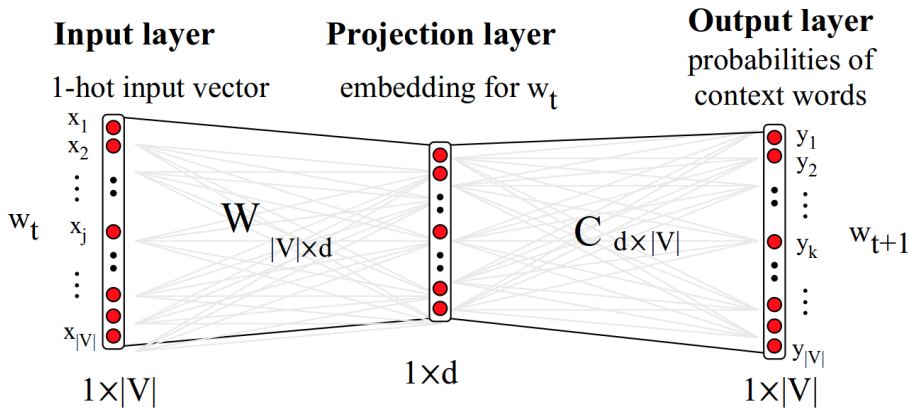 Input layer
1-hot input vector
Projection layer
embedding for wₜ
Output layer
probabilities of
context words
wₜ
x₁
x₂
⋮
xⱼ
⋮
x|V|
W |V|×d
C d×|V|
y₁
y₂
⋮
yₖ
⋮
y|V|
wₜ₊₁
1×|V|
1×d
1×|V|